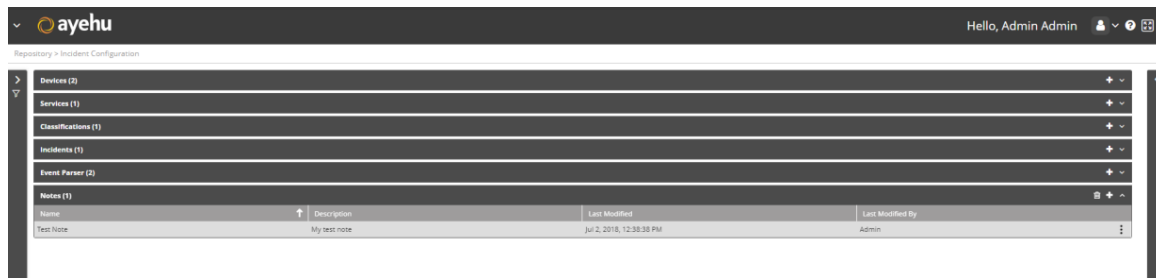 ayehu
Hello, Admin Admin
Repository > Incident Configuration
Devices (2)
Services (1)
Classifications (1)
Incidents (1)
Event Parser (2)
Notes (1)
Name Description Last Modified Last Modified By
Test Note My test note Jul 2, 2018, 12:38:38 PM Admin